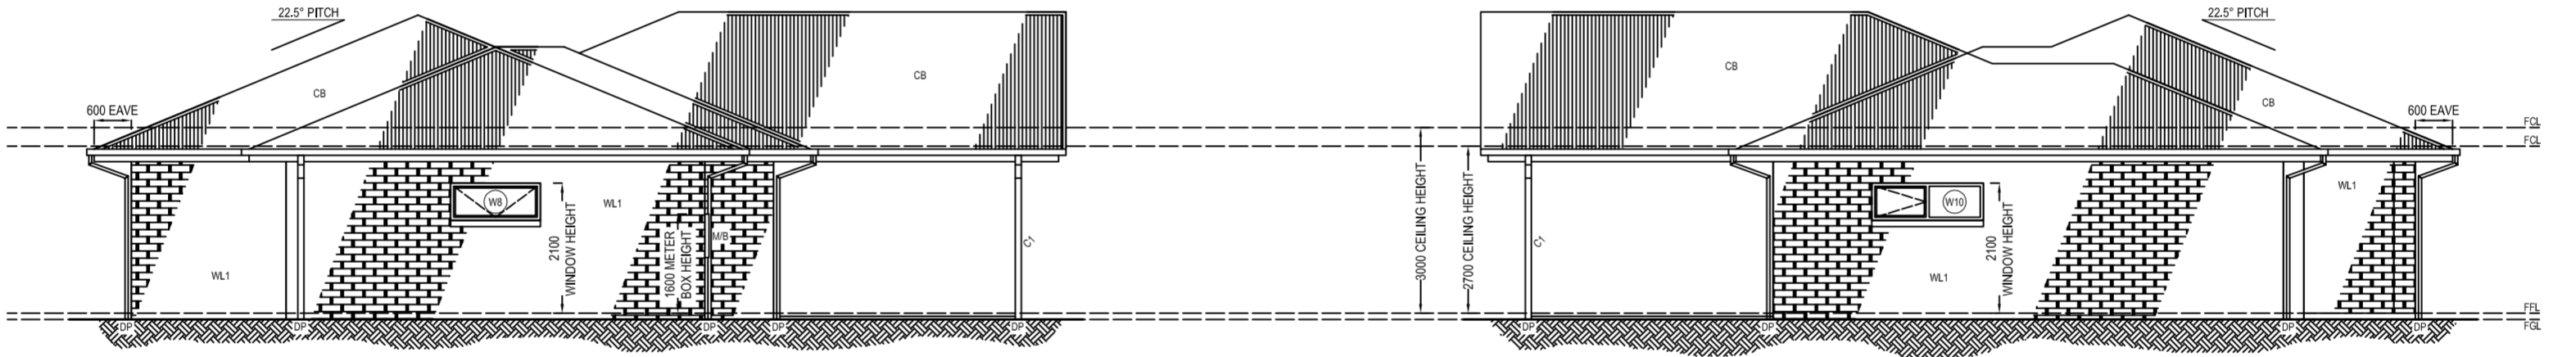 22.5° PITCH
22.5° PITCH
CB
CB
CB
CB
600 EAVE
600 EAVE
FCL
FCL
W8
WL1
2100
WINDOW HEIGHT
1600 METER
BOX HEIGHT
M/B
C1
WL1
3000 CEILING HEIGHT
2700 CEILING HEIGHT
C1
W10
2100
WINDOW HEIGHT
WL1
WL1
FFL
FGL
DP
DP
DP
DP
DP
DP
DP
DP
DP